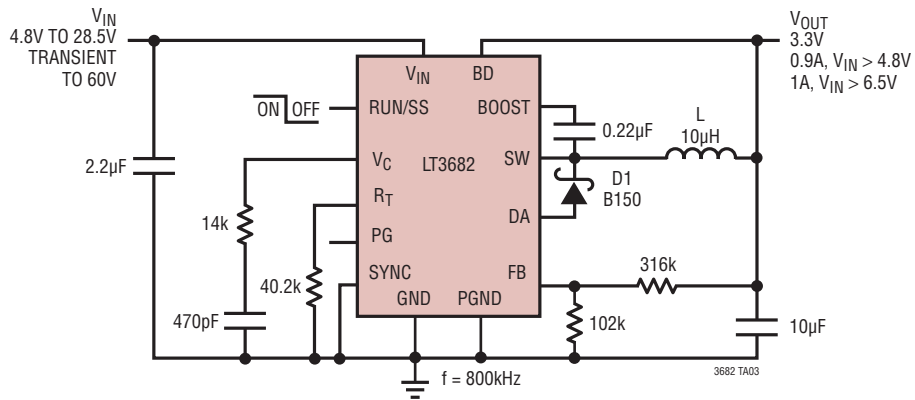 VIN
4.8V TO 28.5V
TRANSIENT
TO 60V
VOUT
3.3V
0.9A, VIN > 4.8V
1A, VIN > 6.5V
VIN
BD
ON OFF
RUN/SS
BOOST
0.22µF
L
10µH
2.2µF
VC
LT3682
SW
D1
B150
RT
DA
14k
PG
316k
40.2k
SYNC
FB
GND
PGND
102k
470pF
10µF
f = 800kHz
3682 TA03